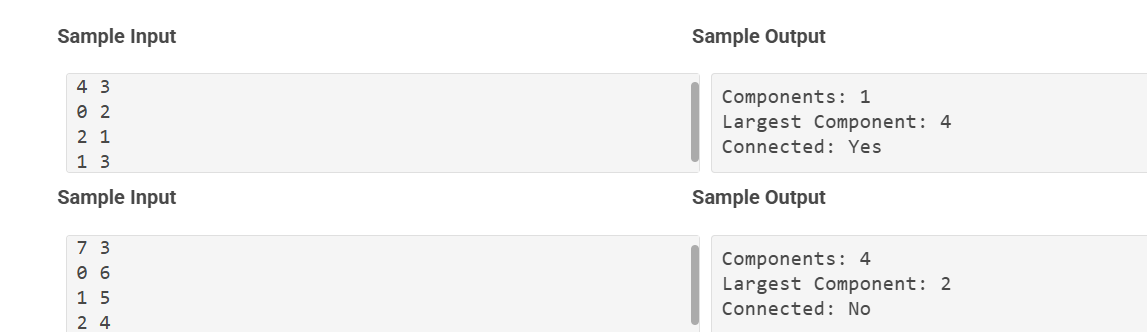 Sample Input
Sample Output
4 3
0 2
2 1
1 3
Components: 1
Largest Component: 4
Connected: Yes
Sample Input
Sample Output
7 3
0 6
1 5
2 4
Components: 4
Largest Component: 2
Connected: No